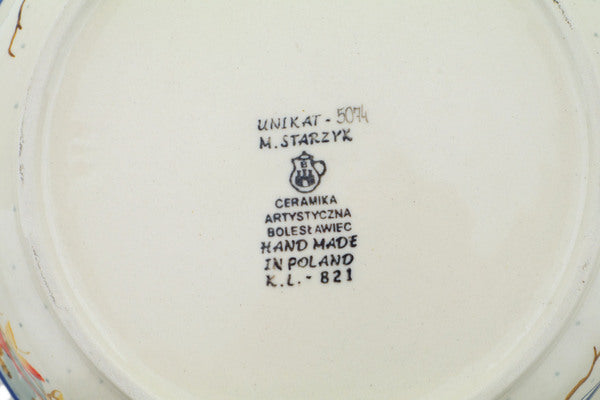 UNIKAT - 5074
M. STARZYK
B
CERAMIKA
ARTYSTYCZNA
BOLESŁAWIEC
HAND MADE
IN POLAND
K.L. - 821